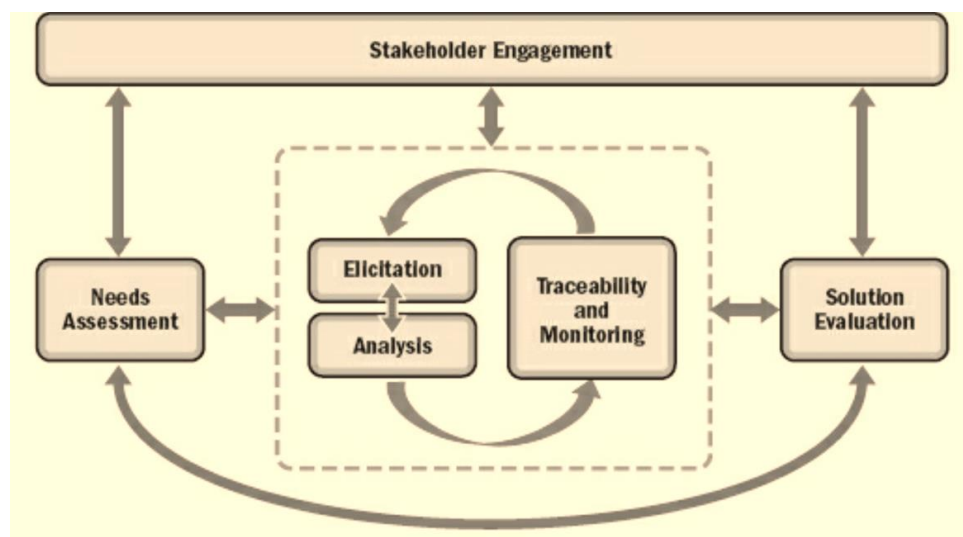 Stakeholder Engagement
Needs
Assessment
Elicitation
Analysis
Traceability
and
Monitoring
Solution
Evaluation